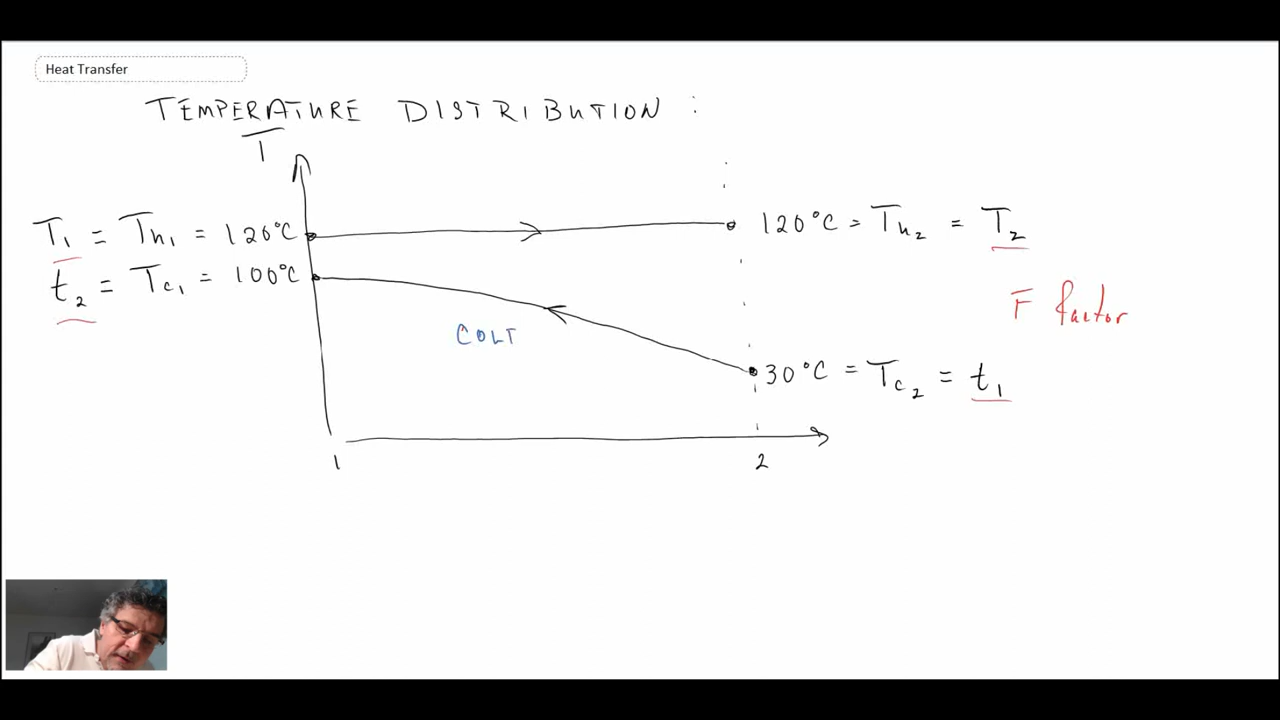 Heat Transfer
TEMPERATURE DISTRIBUTION :
T
T₁ = Th₁ = 120°C
120°C = Th₂ = T₂
t₂ = Tc₁ = 100°C
F factor
COLT
30°C = Tc₂ = t₁
1
2